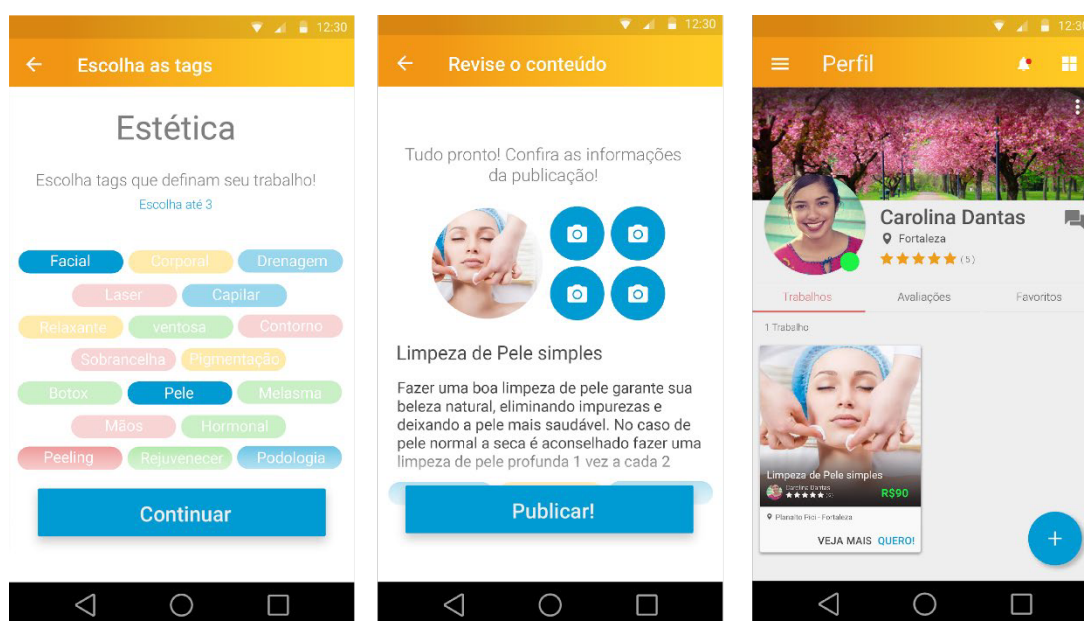 12:30
Escolha as tags
Estética
Escolha tags que definam seu trabalho!
Escolha até 3
Facial Corporal Drenagem
Laser Capilar
Relaxante ventosa Contorno
Sobrancelha Pigmentação
Botox Pele Melasma
Mãos Hormonal
Peeling Rejuvenecer Podologia
Continuar
12:30
Revise o conteúdo
Tudo pronto! Confira as informações
da publicação!
Limpeza de Pele simples
Fazer uma boa limpeza de pele garante sua
beleza natural, eliminando impurezas e
deixando a pele mais saudável. No caso de
pele normal a seca é aconselhado fazer uma
limpeza de pele profunda 1 vez a cada 2
Publicar!
12:30
Perfil
Carolina Dantas
Fortaleza
(5)
Trabalhos Avaliações Favoritos
1 Trabalho
Limpeza de Pele simples
Carolina Dantas
R$90
Planalto Pici - Fortaleza
VEJA MAIS QUERO!